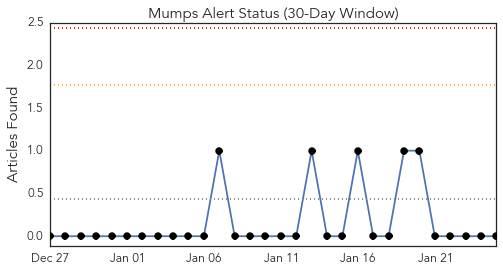 Mumps Alert Status (30-Day Window)
2.5
2.0
1.5
1.0
0.5
0.0
Articles Found
Dec 27
Jan 01
Jan 06
Jan 11
Jan 16
Jan 21